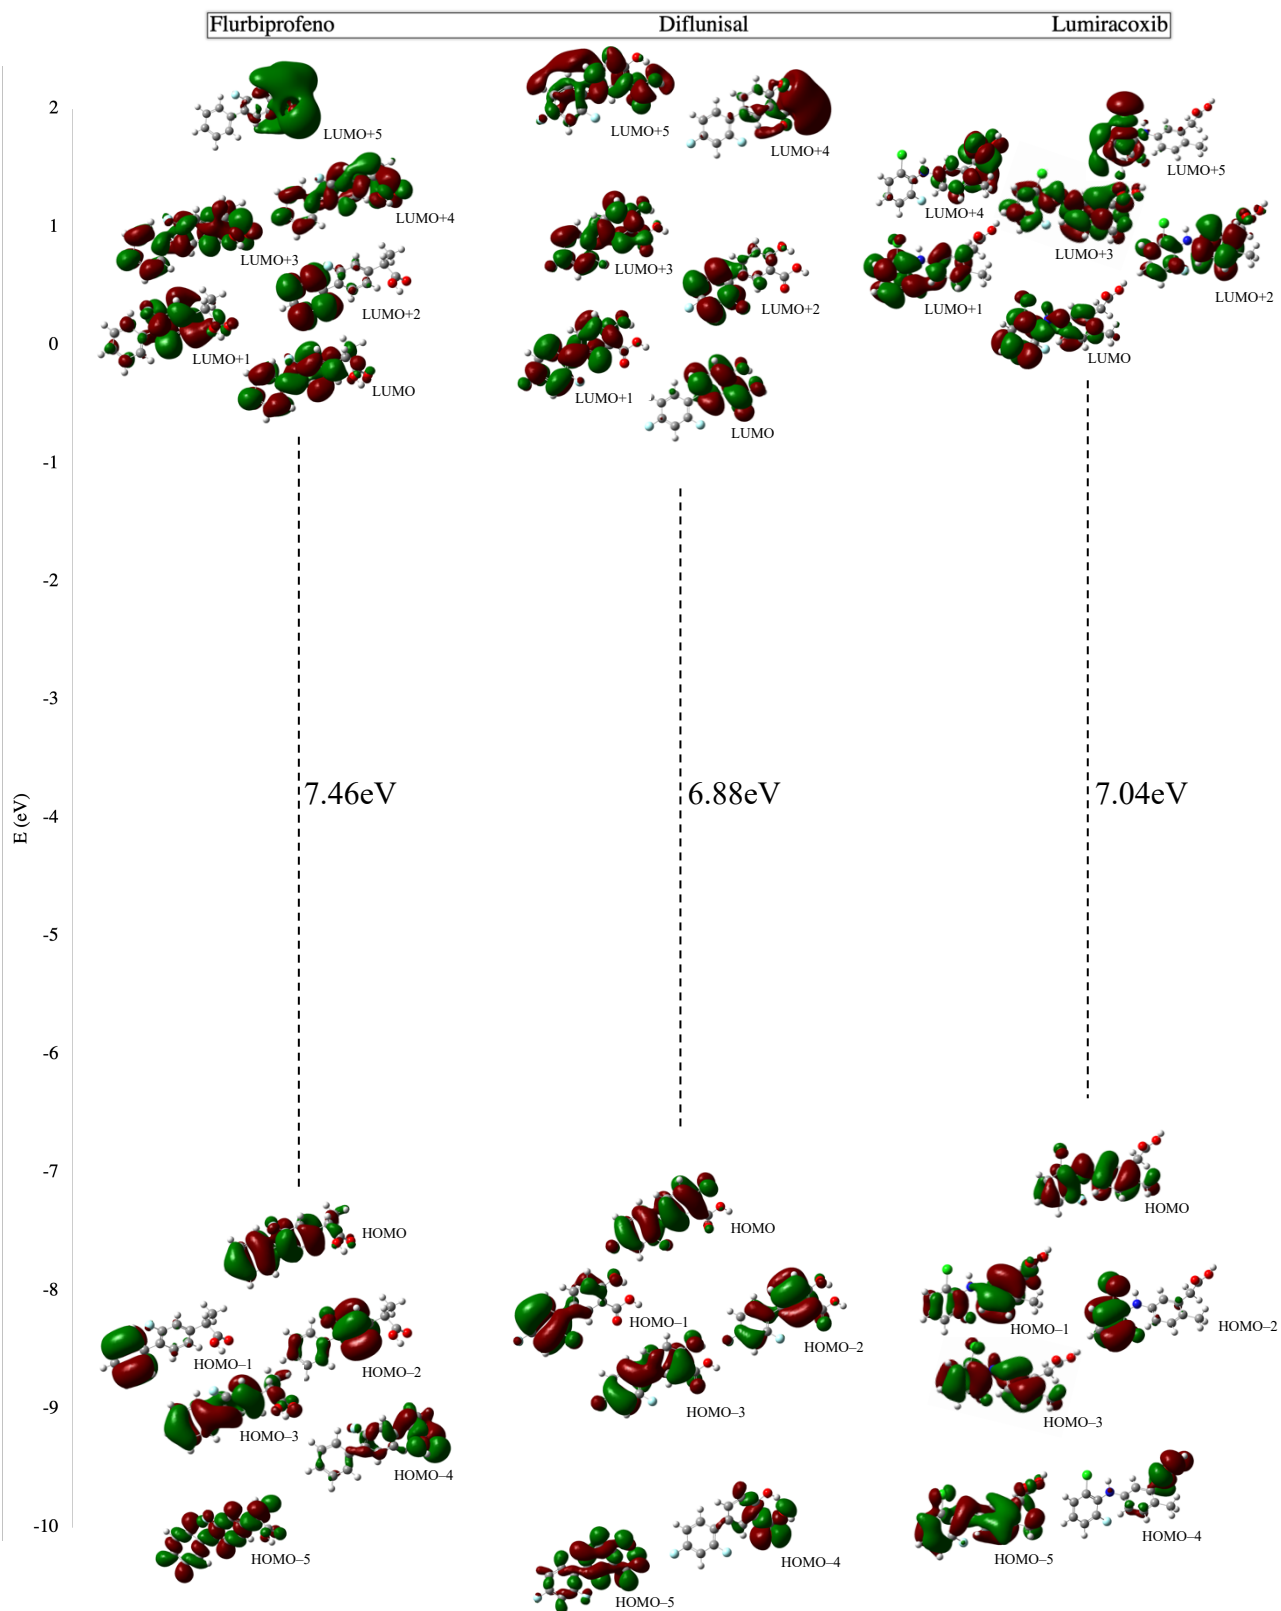 Flurbiprofeno Diflunisal Lumiracoxib
2
LUMO+5
LUMO+5
LUMO+4
LUMO+5
LUMO+4
LUMO+4
1
LUMO+3
LUMO+3
LUMO+3
LUMO+2
LUMO+2
LUMO+2
LUMO+1
0
LUMO+1
LUMO
LUMO
LUMO+1
LUMO
-1
-2
-3
7.46eV
6.88eV
7.04eV
E (eV)
-4
-5
-6
-7
HOMO
HOMO
HOMO
-8
HOMO–1
HOMO–1
HOMO–2
HOMO–2
HOMO–1
HOMO–2
-9
HOMO–3
HOMO–3
HOMO–3
HOMO–4
-10
HOMO–4
HOMO–5
HOMO–5
HOMO–4
HOMO–5